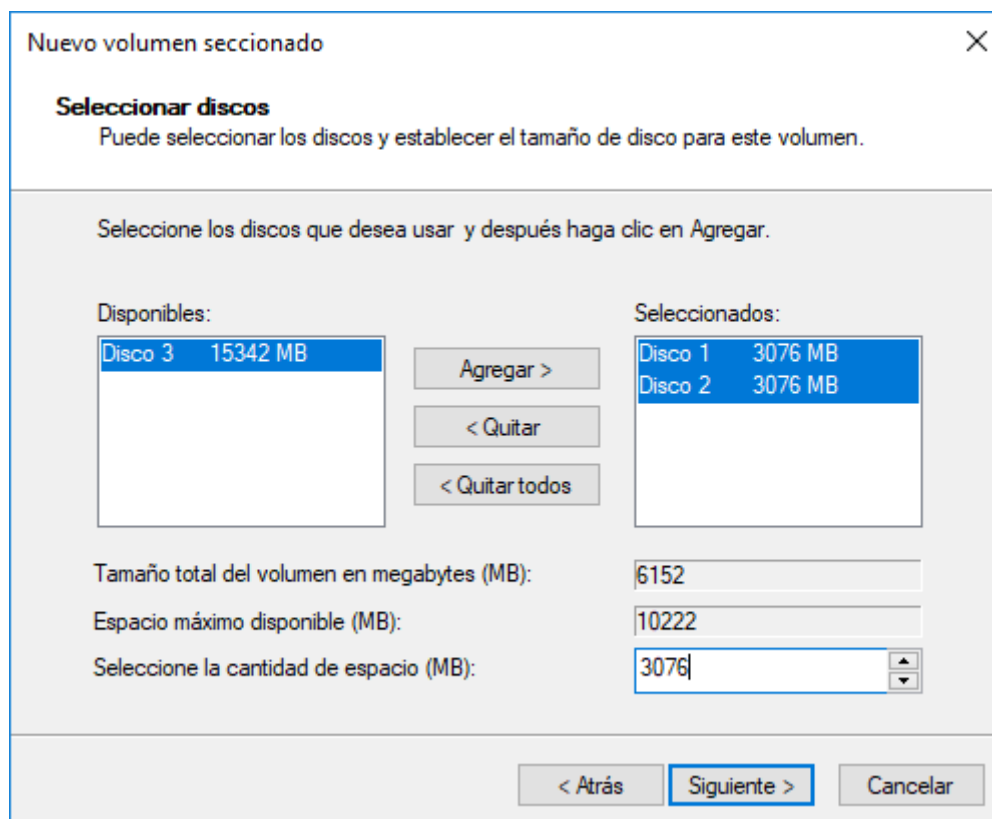 Nuevo volumen seccionado
Seleccionar discos
Puede seleccionar los discos y establecer el tamaño de disco para este volumen.
Seleccione los discos que desea usar y después haga clic en Agregar.
Disponibles:
Seleccionados:
Disco 3 15342 MB
Agregar >
< Quitar
< Quitar todos
Disco 1 3076 MB
Disco 2 3076 MB
Tamaño total del volumen en megabytes (MB): 6152
Espacio máximo disponible (MB): 10222
Seleccione la cantidad de espacio (MB): 3076
< Atrás
Siguiente >
Cancelar